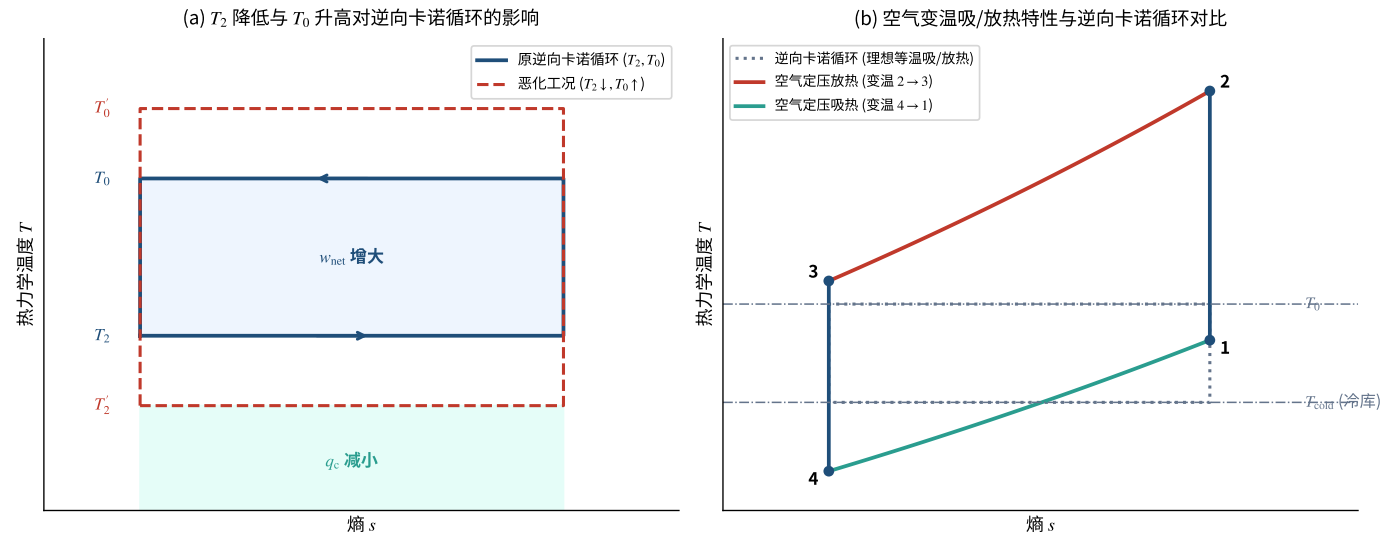 (a) T₂ 降低与 T₀ 升高对逆向卡诺循环的影响
原逆向卡诺循环 (T₂, T₀)
恶化工况 (T₂↓, T₀↑)
T₀′
T₀
w_net 增大
T₂
T₂′
q_c 减小
热力学温度 T
熵 s
(b) 空气变温吸/放热特性与逆向卡诺循环对比
逆向卡诺循环 (理想等温吸/放热)
空气定压放热 (变温 2→3)
空气定压吸热 (变温 4→1)
2
3
T₀
1
T_cold (冷库)
4
热力学温度 T
熵 s